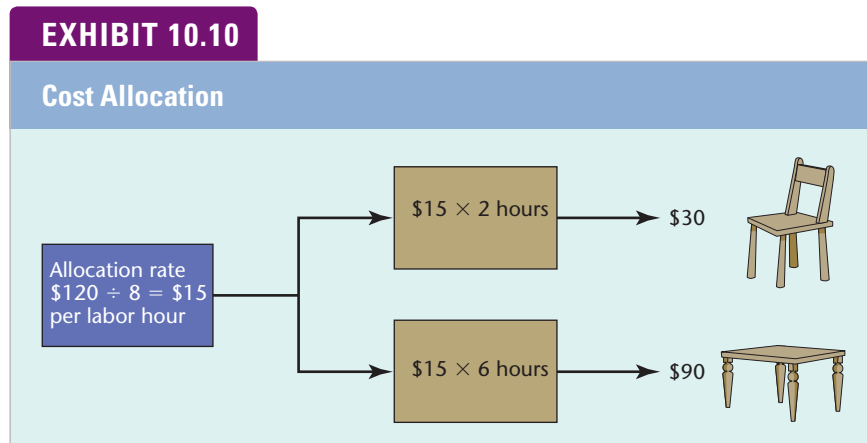 EXHIBIT 10.10
Cost Allocation
Allocation rate
$120 ÷ 8 = $15
per labor hour
$15 × 2 hours
$30
$15 × 6 hours
$90